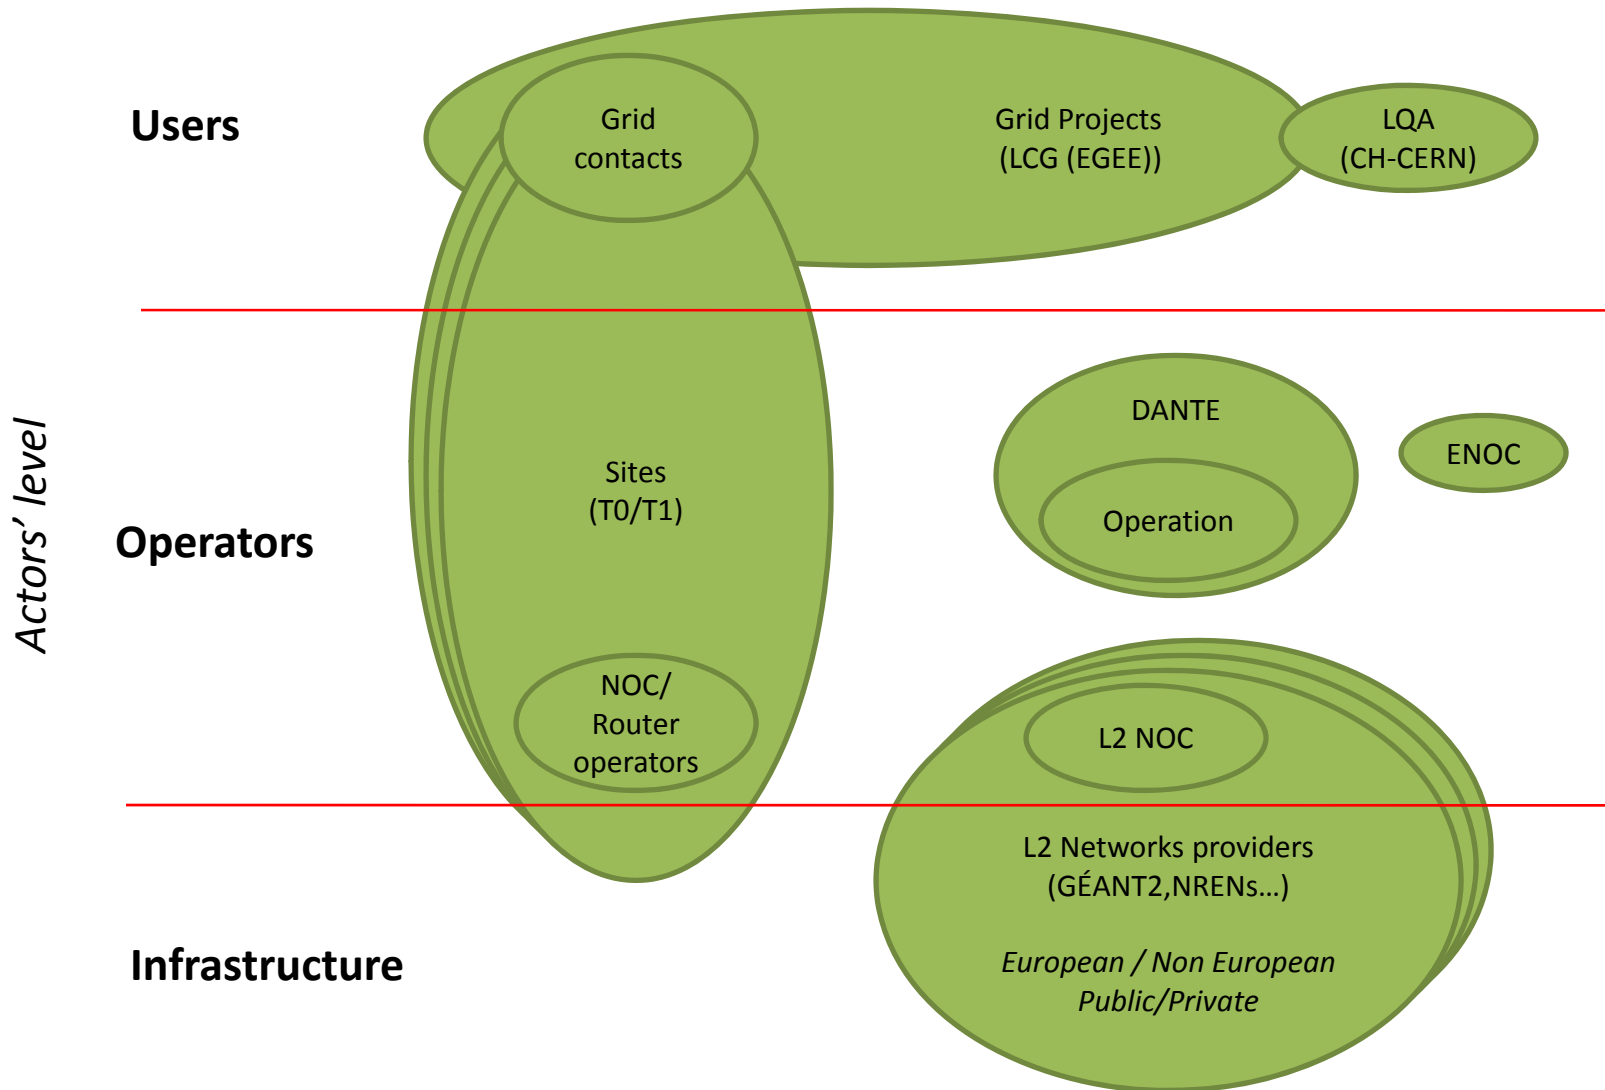 Users
Grid
contacts
Grid Projects
(LCG (EGEE))
LQA
(CH-CERN)
Actors' level
Operators
Sites
(T0/T1)
DANTE
Operation
ENOC
NOC/
Router
operators
L2 NOC
Infrastructure
L2 Networks providers
(GÉANT2,NRENs...)
European / Non European
Public/Private